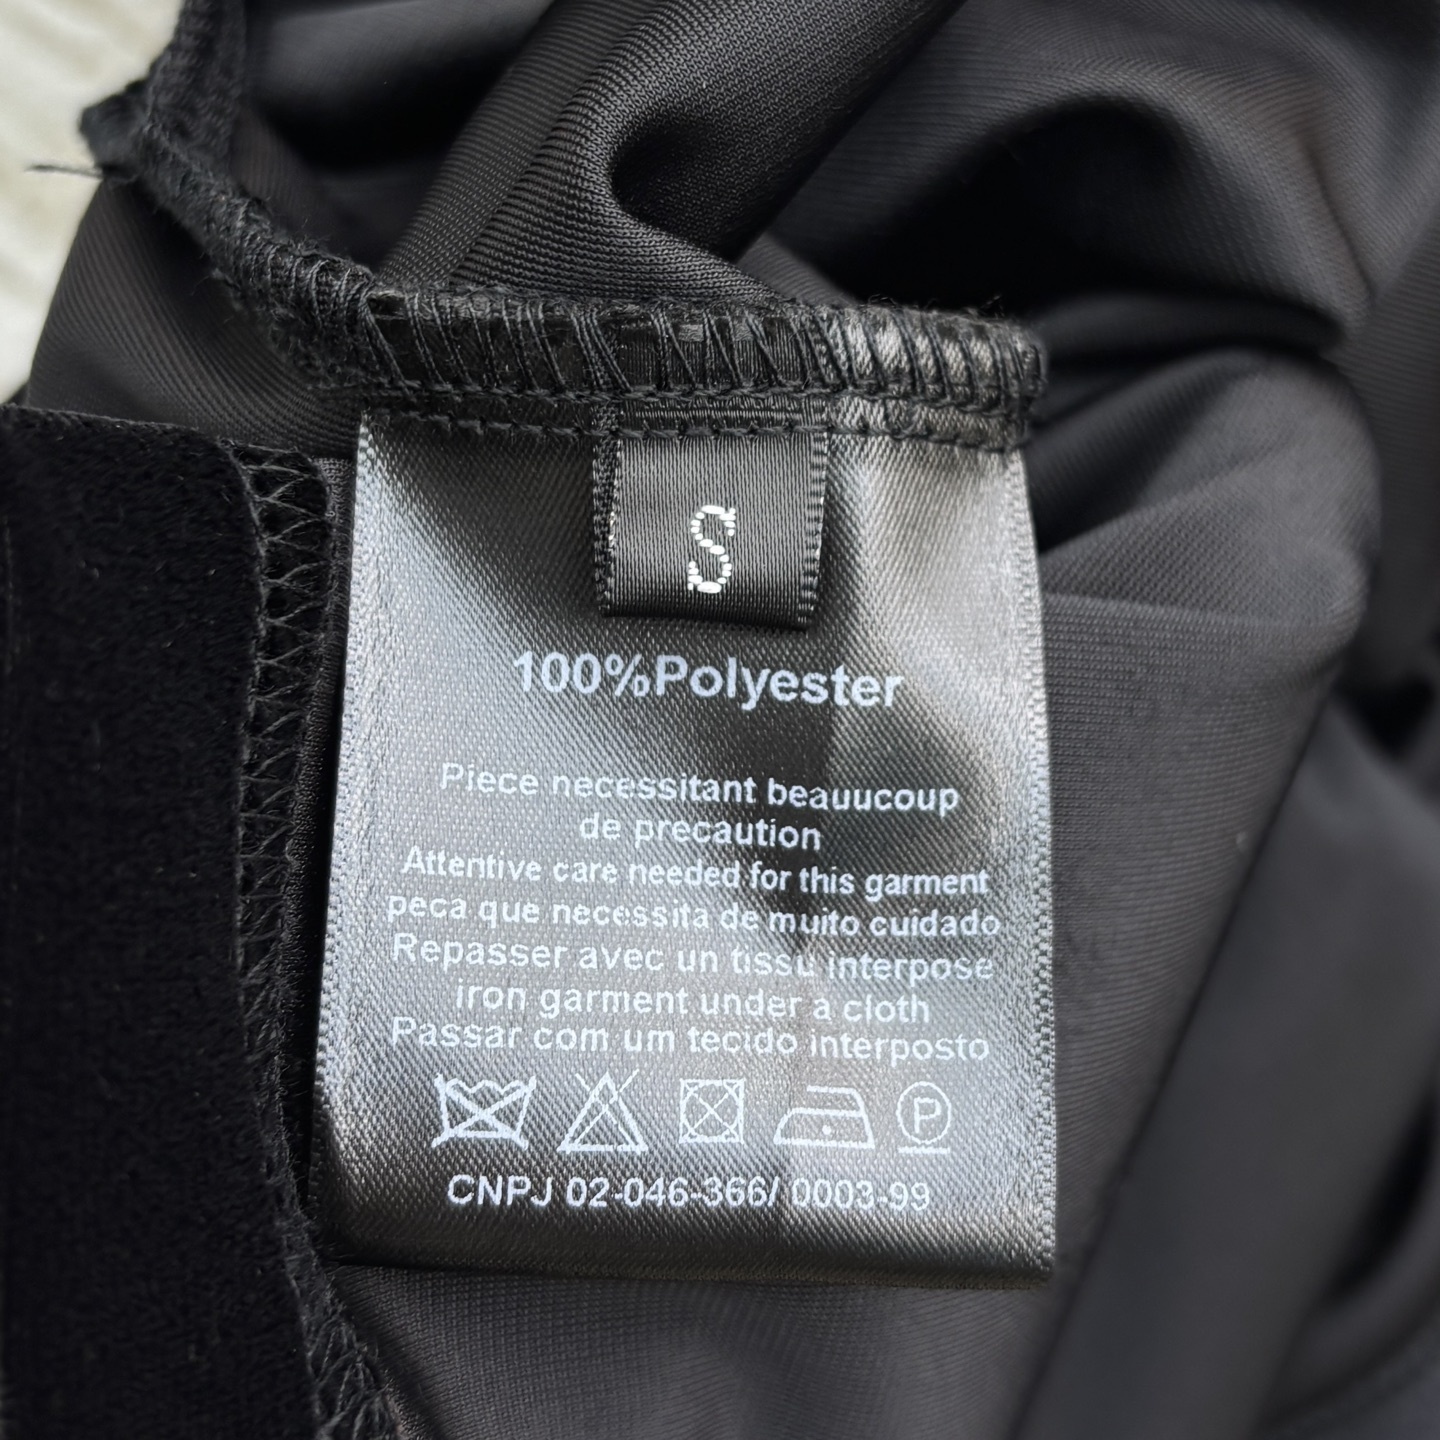 S
100%Polyester
Piece necessitant beauucoup
de precaution
Attentive care needed for this garment
peca que necessita de muito cuidado
Repasser avec un tissu interpose
iron garment under a cloth
Passar com um tecido interposto
P
CNPJ 02-046-366/ 0003-99